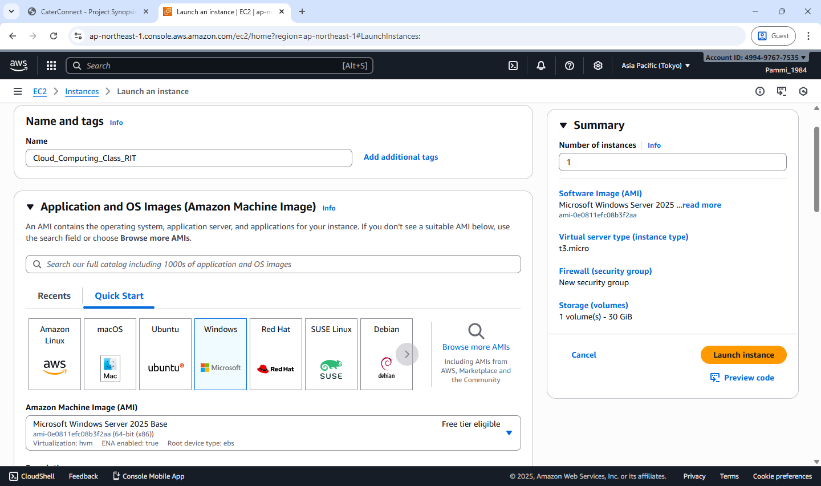 CaterConnect - Project Synopsi
Launch an instance | EC2 | ap-n
ap-northeast-1.console.aws.amazon.com/ec2/home?region=ap-northeast-1#LaunchInstances:
Guest
aws
Search
[Alt+S]
Asia Pacific (Tokyo)
Account ID: 4994-9767-7535
Pammi_1984
EC2
Instances
Launch an instance
Name and tags Info
Name
Cloud_Computing_Class_RIT
Add additional tags
Application and OS Images (Amazon Machine Image) Info
An AMI contains the operating system, application server, and applications for your instance. If you don't see a suitable AMI below, use
the search field or choose Browse more AMIs.
Search our full catalog including 1000s of application and OS images
Recents
Quick Start
Amazon
Linux
aws
macOS
Mac
Ubuntu
ubuntu
Windows
Microsoft
Red Hat
Red Hat
SUSE Linux
SUSE
Debian
debian
Browse more AMIs
Including AMIs from
AWS, Marketplace and
the Community
Amazon Machine Image (AMI)
Microsoft Windows Server 2025 Base
Free tier eligible
ami-0e0811efc08b3f2aa (64-bit (x86))
Virtualization: hvm ENA enabled: true Root device type: ebs
Summary
Number of instances Info
1
Software Image (AMI)
Microsoft Windows Server 2025 ...read more
ami-0e0811efc08b3f2aa
Virtual server type (instance type)
t3.micro
Firewall (security group)
New security group
Storage (volumes)
1 volume(s) - 30 GiB
Cancel
Launch instance
Preview code
CloudShell
Feedback
Console Mobile App
© 2025, Amazon Web Services, Inc. or its affiliates.
Privacy
Terms
Cookie preferences